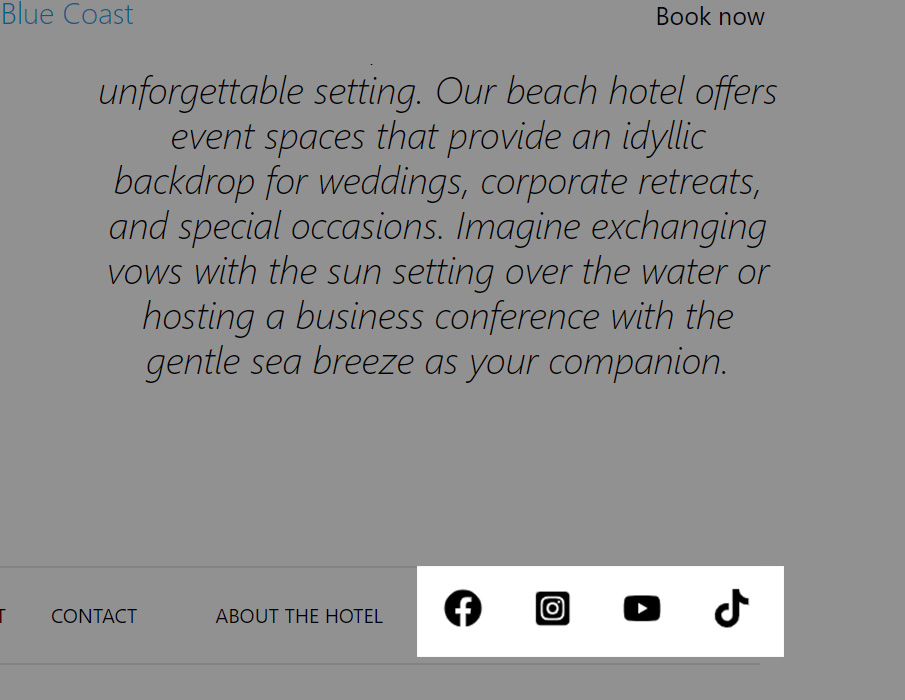 Blue Coast
Book now
unforgettable setting. Our beach hotel offers
event spaces that provide an idyllic
backdrop for weddings, corporate retreats,
and special occasions. Imagine exchanging
vows with the sun setting over the water or
hosting a business conference with the
gentle sea breeze as your companion.
CONTACT
ABOUT THE HOTEL